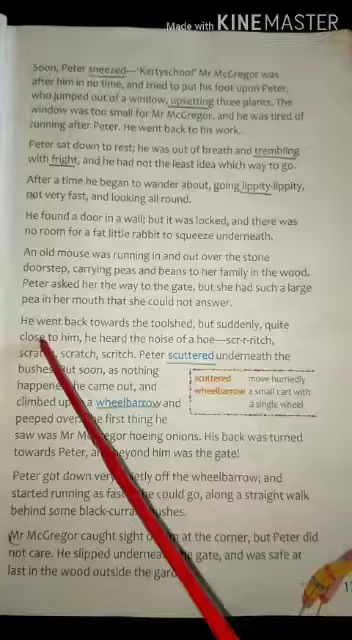 Made with KINEMASTER
Soon, Peter sneezed—'Kertyschoo!' Mr McGregor was
after him in no time, and tried to put his foot upon Peter,
who jumped out of a window, upsetting three plants. The
window was too small for Mr McGregor, and he was tired of
running after Peter. He went back to his work.
Peter sat down to rest; he was out of breath and trembling
with fright, and he had not the least idea which way to go.
After a time he began to wander about, going lippity-lippity,
not very fast, and looking all round.
He found a door in a wall; but it was locked, and there was
no room for a fat little rabbit to squeeze underneath.
An old mouse was running in and out over the stone
doorstep, carrying peas and beans to her family in the wood.
Peter asked her the way to the gate, but she had such a large
pea in her mouth that she could not answer.
He went back towards the toolshed, but suddenly, quite
close to him, he heard the noise of a hoe—scr-r-ritch,
scratch, scratch, scritch. Peter scuttered underneath the
bushes. But soon, as nothing
happened, he came out, and
climbed up a wheelbarrow and
peeped over. The first thing he
scuttered move hurriedly
wheelbarrow a small cart with
a single wheel
saw was Mr McGregor hoeing onions. His back was turned
towards Peter, and beyond him was the gate!
Peter got down very quietly off the wheelbarrow; and
started running as fast he could go, along a straight walk
behind some black-currant bushes.
Mr McGregor caught sight of him at the corner, but Peter did
not care. He slipped underneath the gate, and was safe at
last in the wood outside the